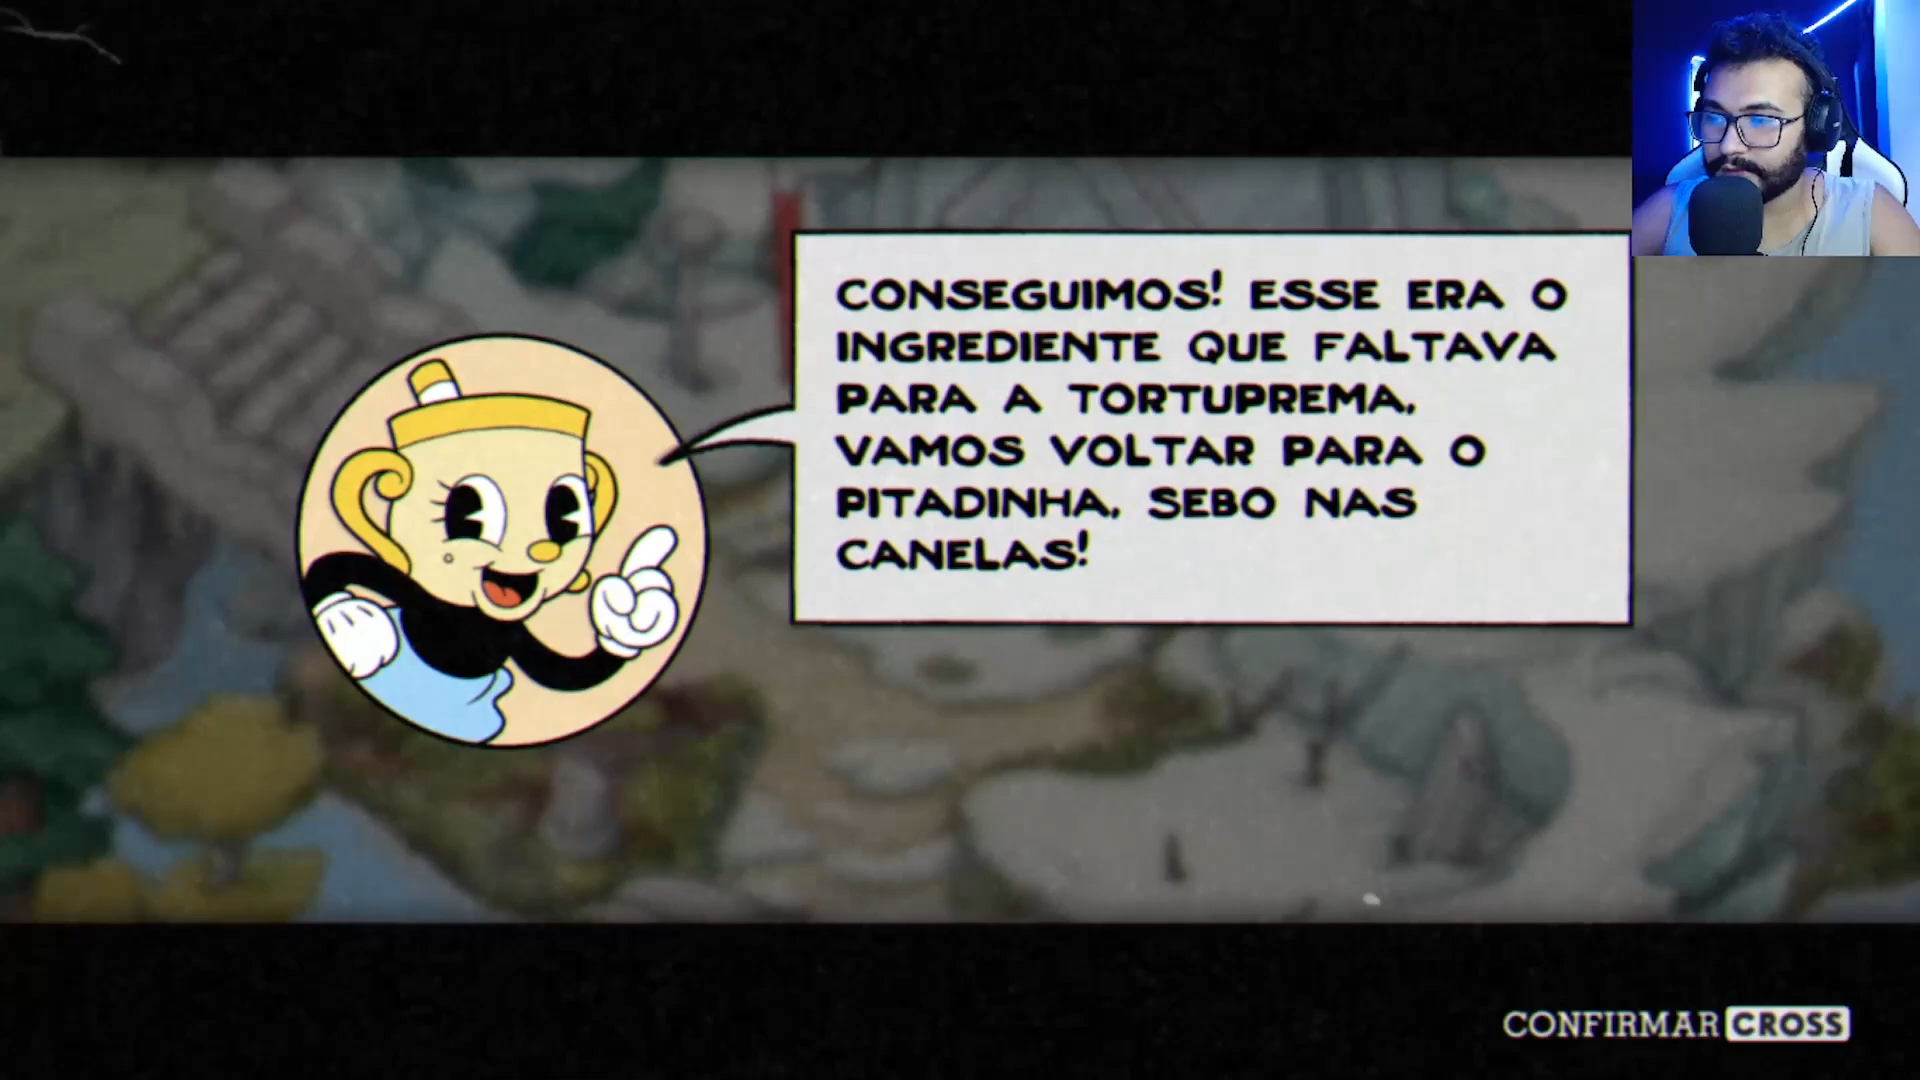 CONSEGUIMOS! ESSE ERA O
INGREDIENTE QUE FALTAVA
PARA A TORTUPREMA.
VAMOS VOLTAR PARA O
PITADINHA. SEBO NAS
CANELAS!
CONFIRMAR CROSS